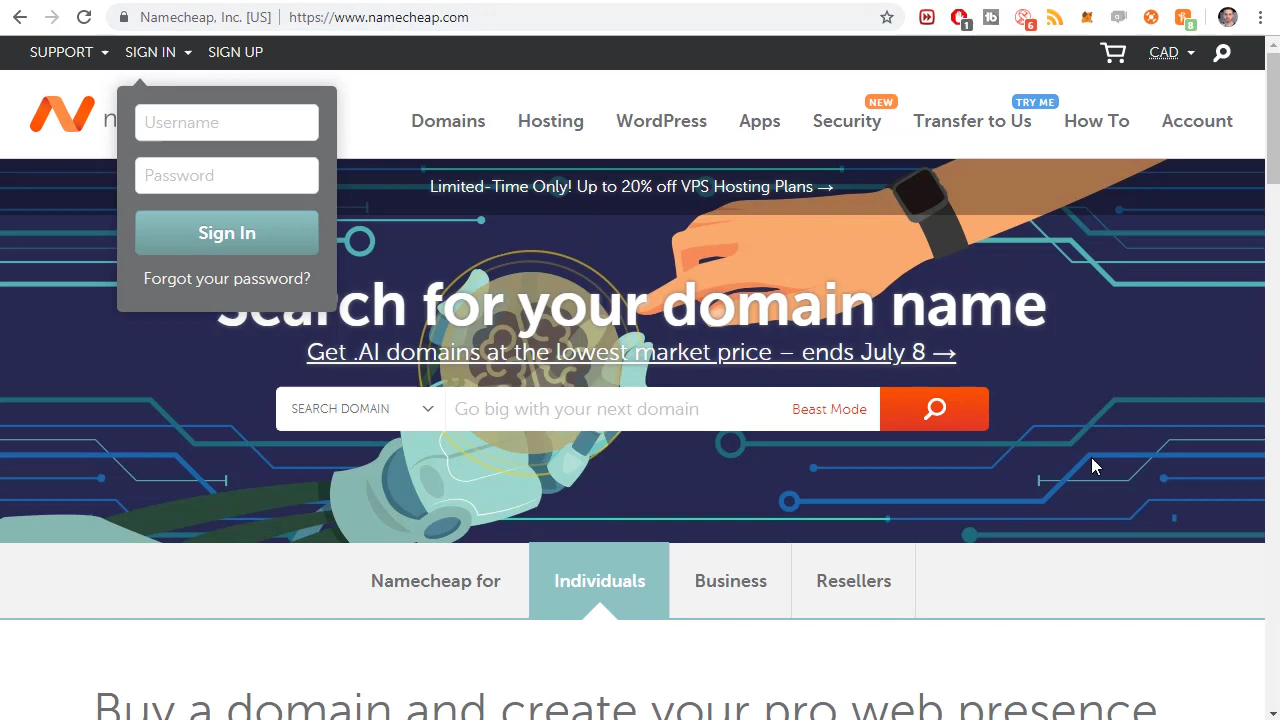 Namecheap, Inc. [US] https://www.namecheap.com
1
6
8
SUPPORT SIGN IN SIGN UP CAD
n
Username
Password
Sign In
Forgot your password?
NEW TRY ME
Domains Hosting WordPress Apps Security Transfer to Us How To Account
Limited-Time Only! Up to 20% off VPS Hosting Plans →
Search for your domain name
Get .AI domains at the lowest market price – ends July 8 →
SEARCH DOMAIN Go big with your next domain Beast Mode
Namecheap for Individuals Business Resellers
Buy a domain and create your pro web presence